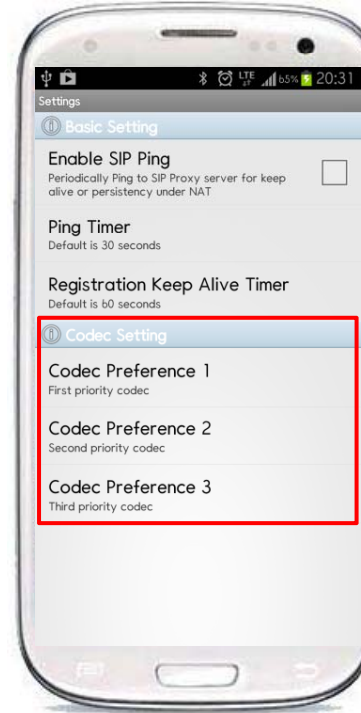 LTE 65% 20:31
Settings
Basic Setting
Enable SIP Ping
Periodically Ping to SIP Proxy server for keep
alive or persistency under NAT
Ping Timer
Default is 30 seconds
Registration Keep Alive Timer
Default is 60 seconds
Codec Setting
Codec Preference 1
First priority codec
Codec Preference 2
Second priority codec
Codec Preference 3
Third priority codec